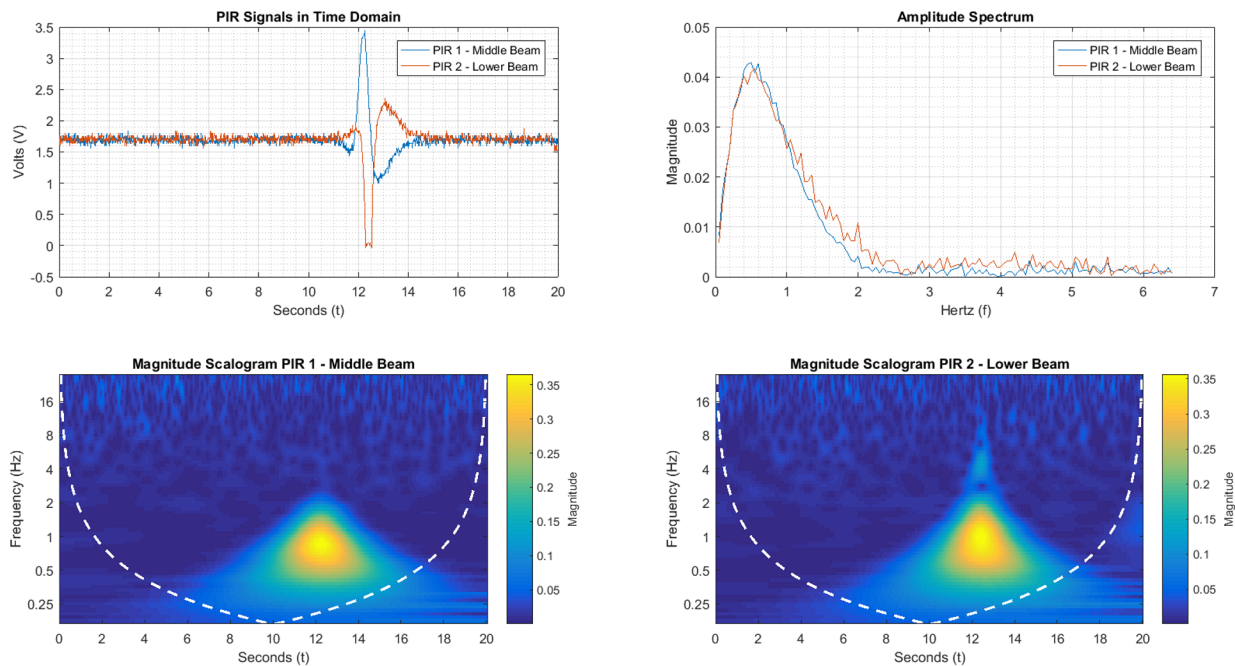 PIR Signals in Time Domain
3.5
3
2.5
2
1.5
1
0.5
0
-0.5
Volts (V)
PIR 1 - Middle Beam
PIR 2 - Lower Beam
0 2 4 6 8 10 12 14 16 18 20
Seconds (t)
Amplitude Spectrum
0.05
0.04
0.03
0.02
0.01
0
Magnitude
PIR 1 - Middle Beam
PIR 2 - Lower Beam
0 1 2 3 4 5 6 7
Hertz (f)
Magnitude Scalogram PIR 1 - Middle Beam
16
8
4
2
1
0.5
0.25
Frequency (Hz)
0 2 4 6 8 10 12 14 16 18 20
Seconds (t)
0.35
0.3
0.25
0.2
0.15
0.1
0.05
Magnitude
Magnitude Scalogram PIR 2 - Lower Beam
16
8
4
2
1
0.5
0.25
Frequency (Hz)
0 2 4 6 8 10 12 14 16 18 20
Seconds (t)
0.35
0.3
0.25
0.2
0.15
0.1
0.05
Magnitude